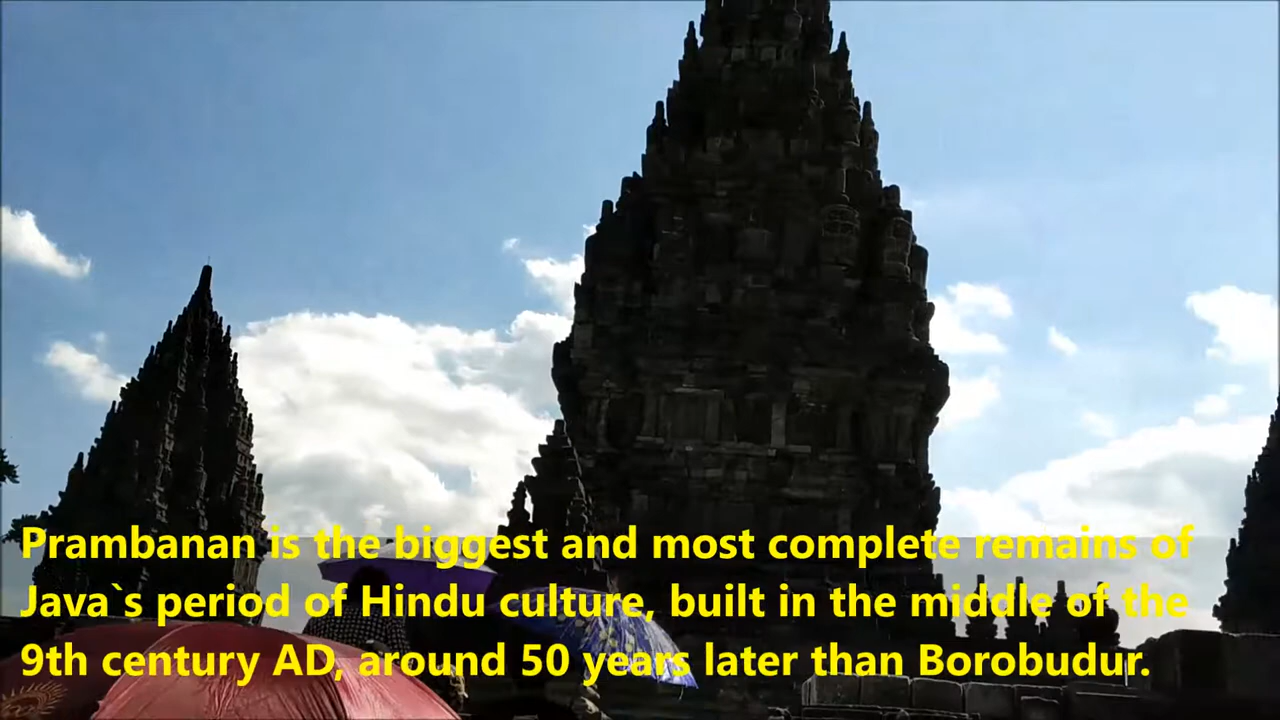 Prambanan is the biggest and most complete remains of
Java`s period of Hindu culture, built in the middle of the
9th century AD, around 50 years later than Borobudur.